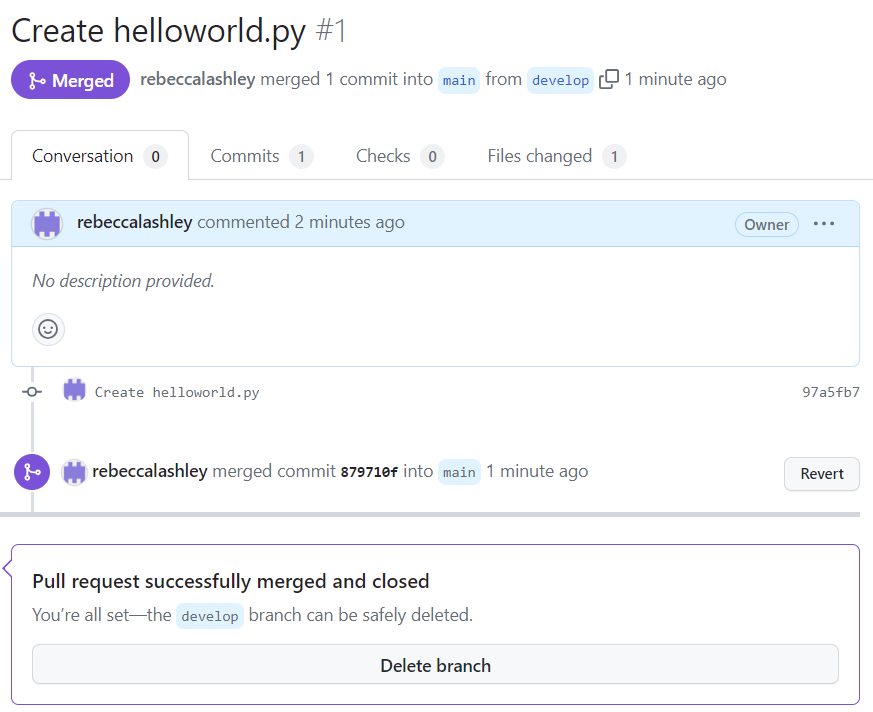 Create helloworld.py #1
Merged rebeccalashley merged 1 commit into main from develop 1 minute ago
Conversation 0 Commits 1 Checks 0 Files changed 1
rebeccalashley commented 2 minutes ago Owner
No description provided.
Create helloworld.py 97a5fb7
rebeccalashley merged commit 879710f into main 1 minute ago Revert
Pull request successfully merged and closed
You’re all set—the develop branch can be safely deleted.
Delete branch